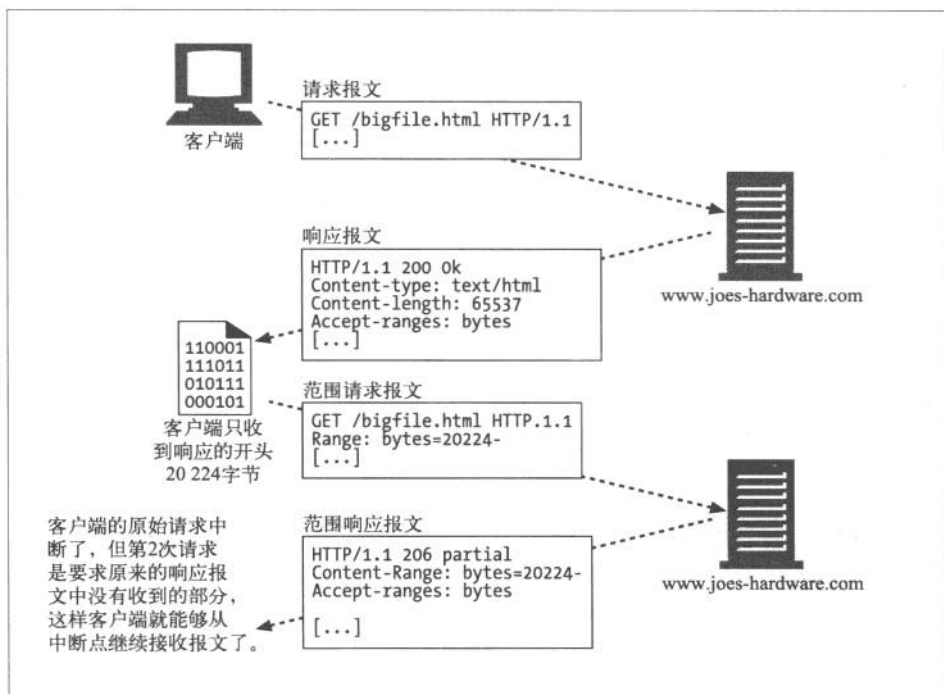 请求报文
GET /bigfile.html HTTP/1.1
[...]
客户端
响应报文
HTTP/1.1 200 Ok
Content-type: text/html
Content-length: 65537
Accept-ranges: bytes
[...]
www.joes-hardware.com
110001
111011
010111
000101
客户端只收
到响应的开头
20 224字节
范围请求报文
GET /bigfile.html HTTP.1.1
Range: bytes=20224-
[...]
客户端的原始请求中
断了，但第2次请求
是要求原来的响应报
文中没有收到的部分，
这样客户端就能够从
中断点继续接收报文了。
范围响应报文
HTTP/1.1 206 partial
Content-Range: bytes=20224-
Accept-ranges: bytes
[...]
www.joes-hardware.com